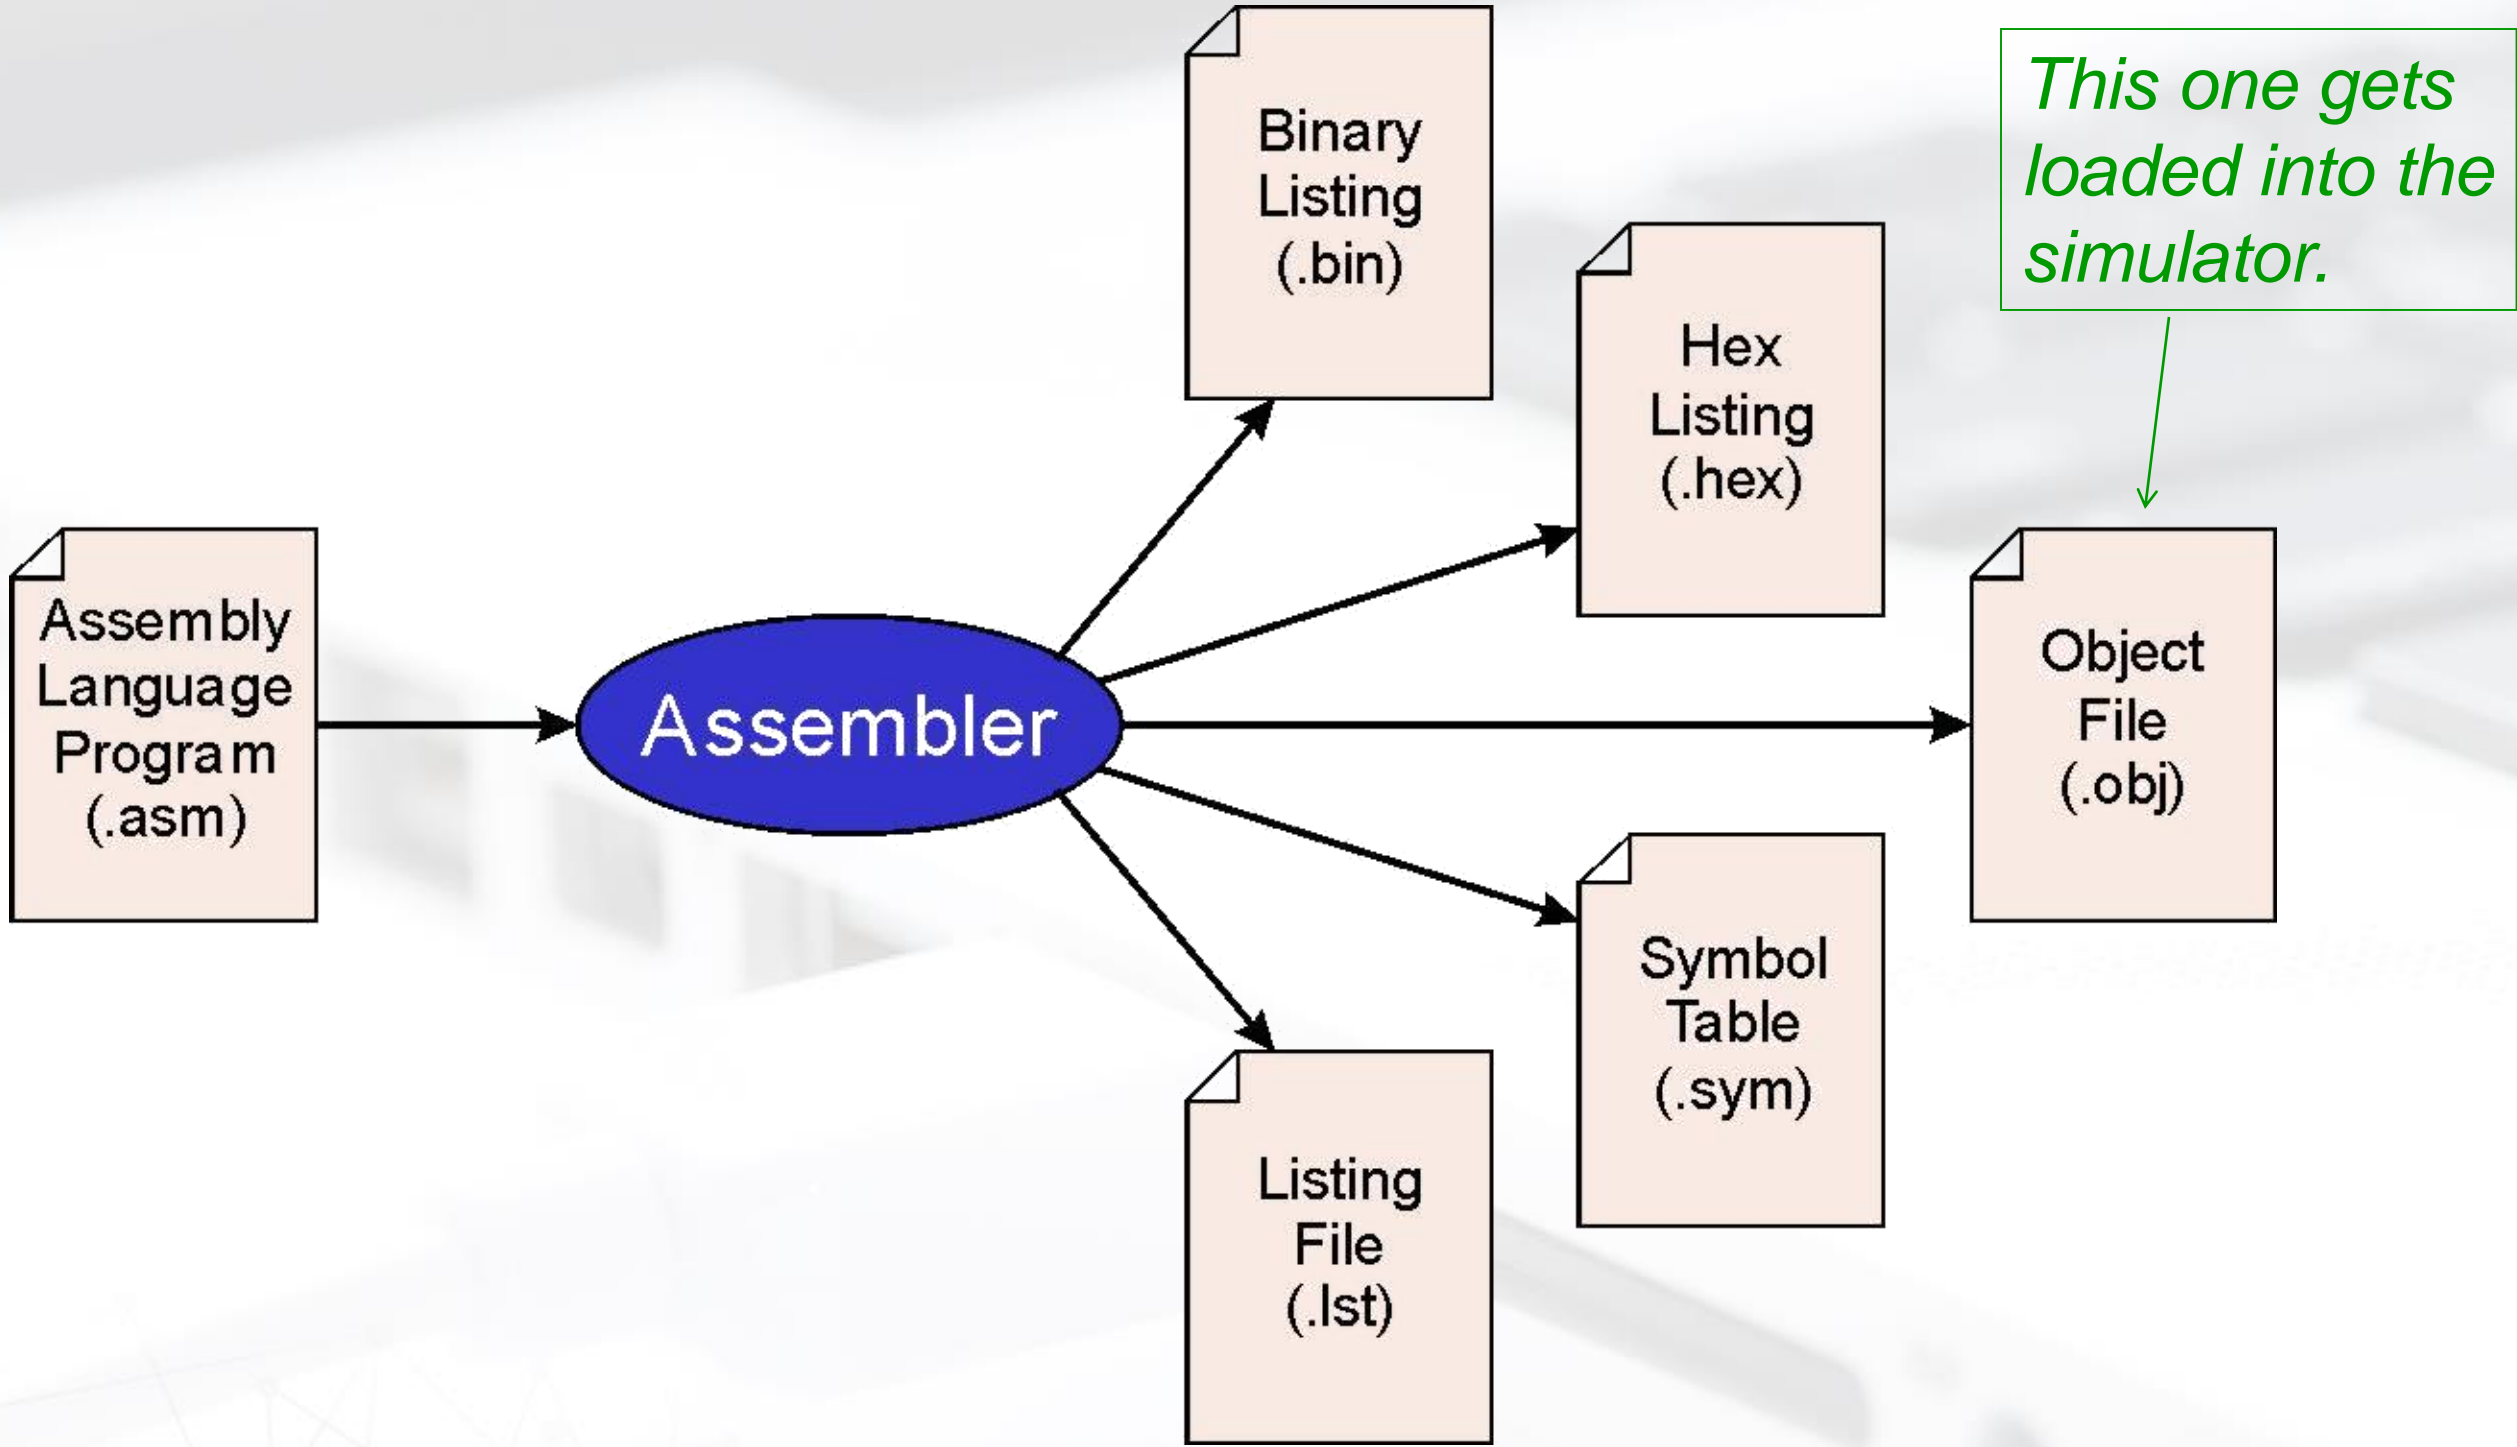 Assembly
Language
Program
(.asm)
Assembler
Binary
Listing
(.bin)
Hex
Listing
(.hex)
This one gets
loaded into the
simulator.
Object
File
(.obj)
Symbol
Table
(.sym)
Listing
File
(.lst)